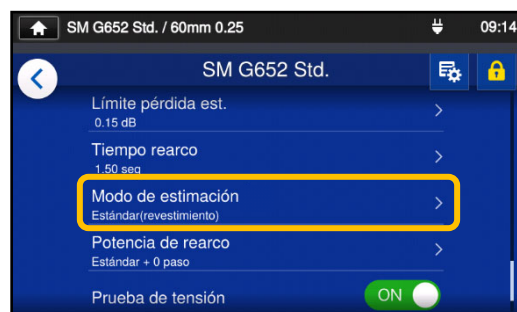 SM G652 Std. / 60mm 0.25 09:14
SM G652 Std.
Límite pérdida est.
0.15 dB
Tiempo rearco
1.50 seg
Modo de estimación
Estándar(revestimiento)
Potencia de rearco
Estándar + 0 paso
Prueba de tensión ON